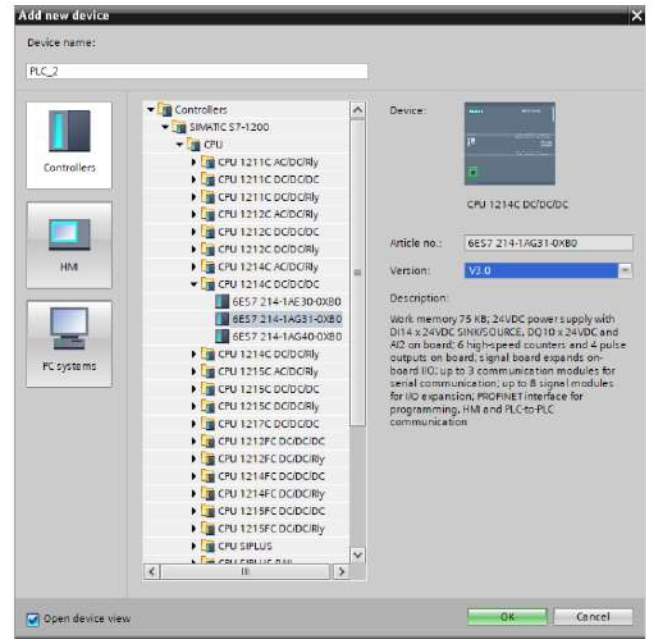 Add new device
Device name:
PLC_2
Controllers
HMI
PC systems
Controllers
SIMATIC S7-1200
CPU
CPU 1211C AC/DC/Rly
CPU 1211C DC/DC/DC
CPU 1211C DC/DC/Rly
CPU 1212C AC/DC/Rly
CPU 1212C DC/DC/DC
CPU 1212C DC/DC/Rly
CPU 1214C AC/DC/Rly
CPU 1214C DC/DC/DC
6ES7 214-1AE30-0XB0
6ES7 214-1AG31-0XB0
6ES7 214-1AG40-0XB0
CPU 1214C DC/DC/Rly
CPU 1215C AC/DC/Rly
CPU 1215C DC/DC/DC
CPU 1215C DC/DC/Rly
CPU 1217C DC/DC/DC
CPU 1212FC DC/DC/DC
CPU 1212FC DC/DC/Rly
CPU 1214FC DC/DC/DC
CPU 1214FC DC/DC/Rly
CPU 1215FC DC/DC/DC
CPU 1215FC DC/DC/Rly
CPU SIPLUS
Device:
CPU 1214C DC/DC/DC
Article no.: 6ES7 214-1AG31-0XB0
Version: V3.0
Description:
Work memory 75 KB; 24VDC power supply with
DI14 x 24VDC SINK/SOURCE, DQ10 x 24VDC and
AI2 on board; 6 high-speed counters and 4 pulse
outputs on board, signal board expands on-
board I/O; up to 3 communication modules for
serial communication; up to 8 signal modules
for I/O expansion; PROFINET interface for
programming, HMI and PLC-to-PLC
communication
Open device view
OK
Cancel